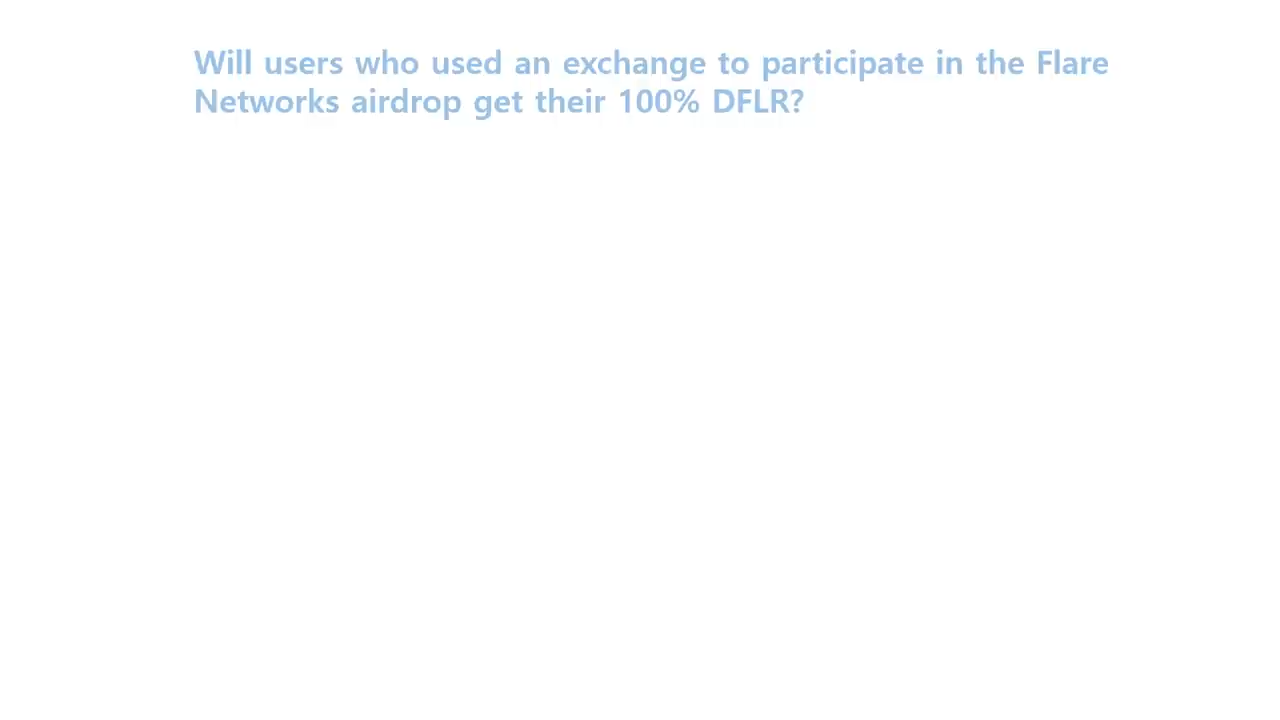 Will users who used an exchange to participate in the Flare
Networks airdrop get their 100% DFLR?